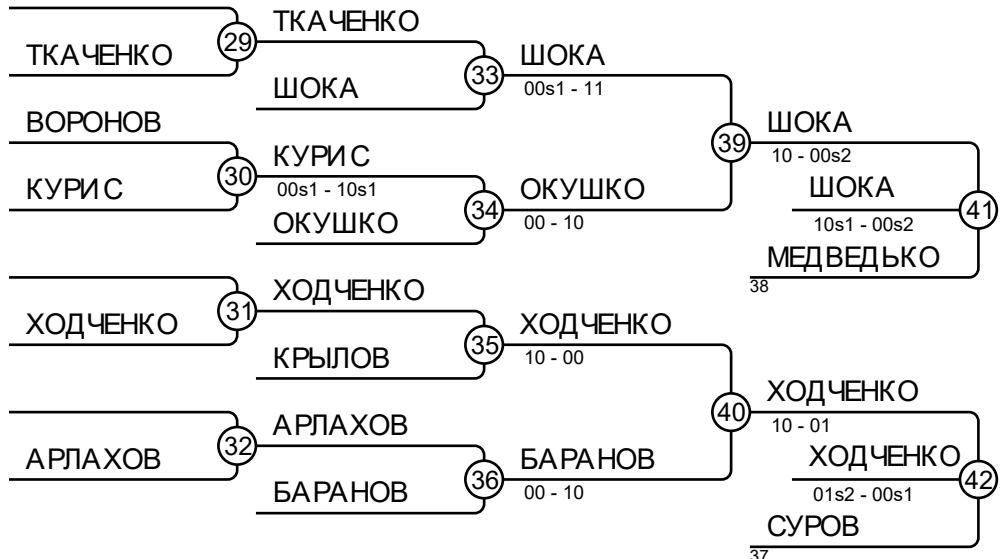 ТКАЧЕНКО
29
ТКАЧЕНКО
ШОКА
33
ШОКА
00s1 - 11
ВОРОНОВ
КУРИС
30
КУРИС
00s1 - 10s1
ОКУШКО
34
ОКУШКО
00 - 10
39
ШОКА
10 - 00s2
ШОКА
10s1 - 00s2
41
МЕДВЕДЬКО
38
ХОДЧЕНКО
31
ХОДЧЕНКО
КРЫЛОВ
35
ХОДЧЕНКО
10 - 00
АРЛАХОВ
32
АРЛАХОВ
БАРАНОВ
36
БАРАНОВ
00 - 10
40
ХОДЧЕНКО
10 - 01
ХОДЧЕНКО
01s2 - 00s1
42
СУРОВ
37